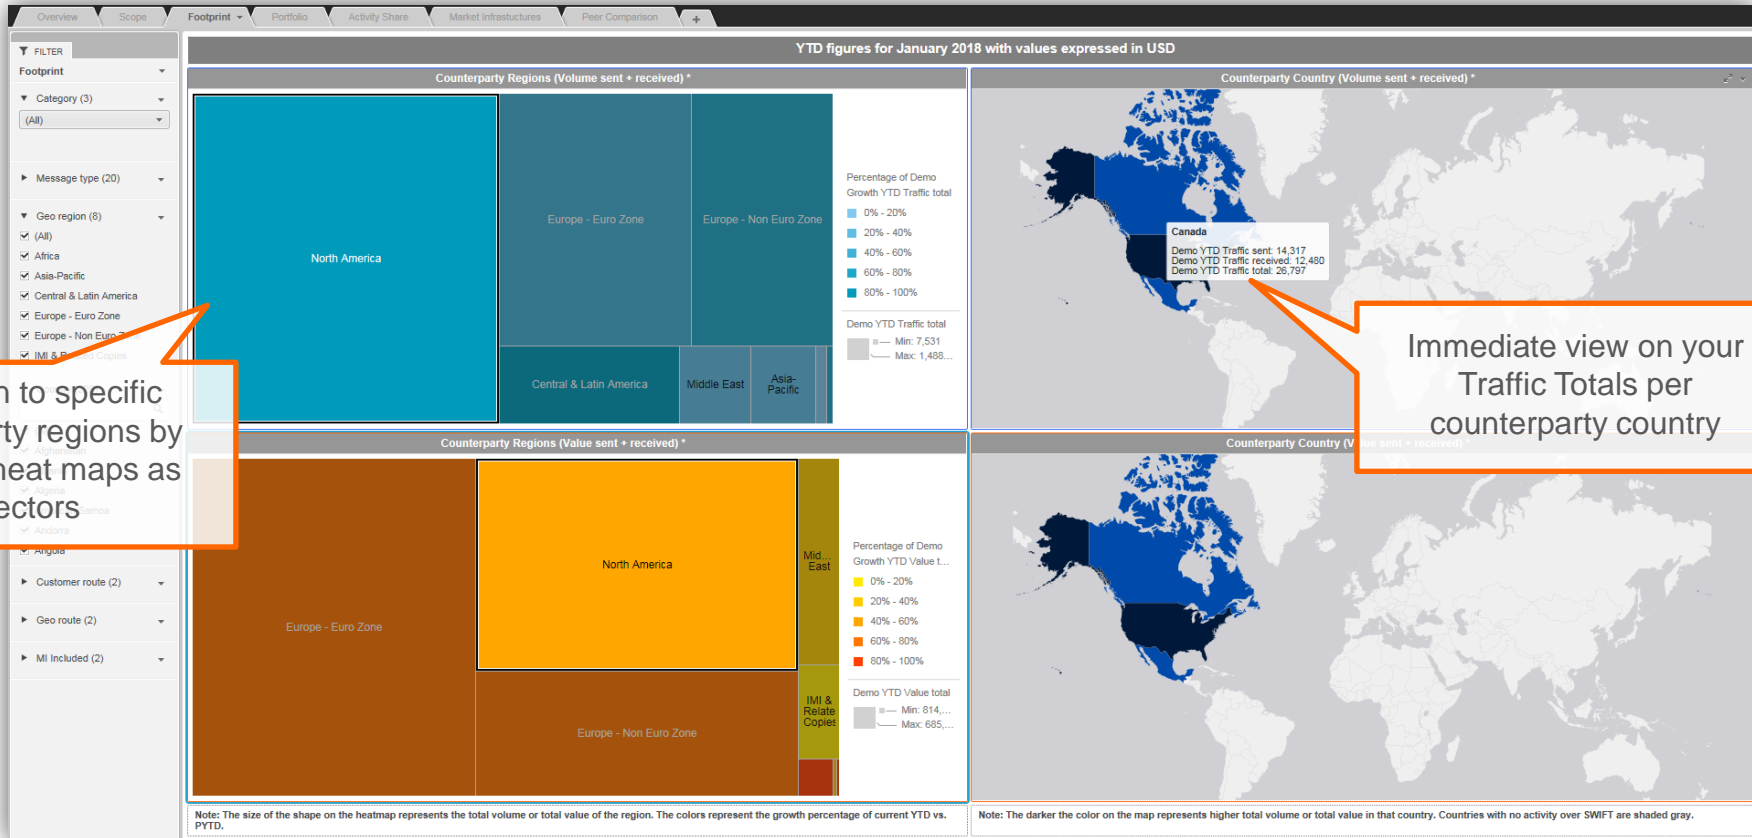 Overview
Scope
Footprint
Portfolio
Activity Share
Market Infrastuctures
Peer Comparison
+
FILTER
Footprint
Category (3)
(All)
Message type (20)
Geo region (8)
(All)
Africa
Asia-Pacific
Central & Latin America
Europe - Euro Zone
Europe - Non Euro
IMI & Copies
to specific
regions by
heat maps as
Algeria
Andorra
Angola
Customer route (2)
Geo route (2)
MI Included (2)
YTD figures for January 2018 with values expressed in USD
Counterparty Regions (Volume sent + received) *
North America
Europe - Euro Zone
Europe - Non Euro Zone
Central & Latin America
Middle East
Asia-
Pacific
Percentage of Demo
Growth YTD Traffic total
0% - 20%
20% - 40%
40% - 60%
60% - 80%
80% - 100%
Demo YTD Traffic total
Min: 7,531
Max: 1,488...
Counterparty Country (Volume sent + received) *
Canada
Demo YTD Traffic sent: 14,317
Demo YTD Traffic received: 12,480
Demo YTD Traffic total: 26,797
Immediate view on your
Traffic Totals per
counterparty country
Counterparty Regions (Value sent + received) *
Europe - Euro Zone
North America
Europe - Non Euro Zone
Mid...
East
IMI &
Relate
Copies
Percentage of Demo
Growth YTD Value t...
0% - 20%
20% - 40%
40% - 60%
60% - 80%
80% - 100%
Demo YTD Value total
Min: 814,...
Max: 685,...
Counterparty Country (Value sent + received) *
Note: The size of the shape on the heatmap represents the total volume or total value of the region. The colors represent the growth percentage of current YTD vs.
PYTD.
Note: The darker the color on the map represents higher total volume or total value in that country. Countries with no activity over SWIFT are shaded gray.